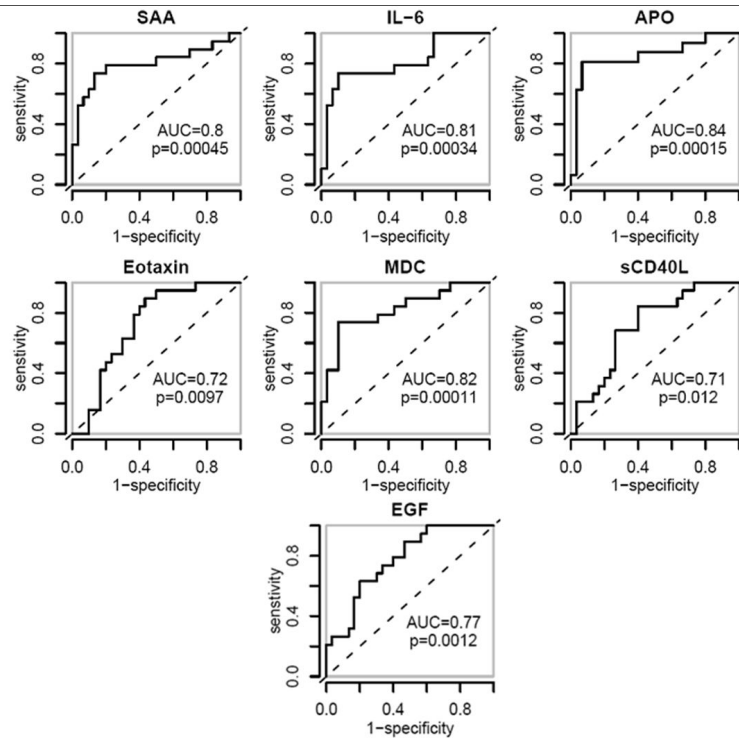 SAA
IL−6
APO
senstivity
0.0 0.4 0.8
AUC=0.8
p=0.00045
0.0 0.4 0.8
1−specificity
senstivity
0.0 0.4 0.8
AUC=0.81
p=0.00034
0.0 0.4 0.8
1−specificity
senstivity
0.0 0.4 0.8
AUC=0.84
p=0.00015
0.0 0.4 0.8
1−specificity
Eotaxin
MDC
sCD40L
senstivity
0.0 0.4 0.8
AUC=0.72
p=0.0097
0.0 0.4 0.8
1−specificity
senstivity
0.0 0.4 0.8
AUC=0.82
p=0.00011
0.0 0.4 0.8
1−specificity
senstivity
0.0 0.4 0.8
AUC=0.71
p=0.012
0.0 0.4 0.8
1−specificity
EGF
senstivity
0.0 0.4 0.8
AUC=0.77
p=0.0012
0.0 0.4 0.8
1−specificity